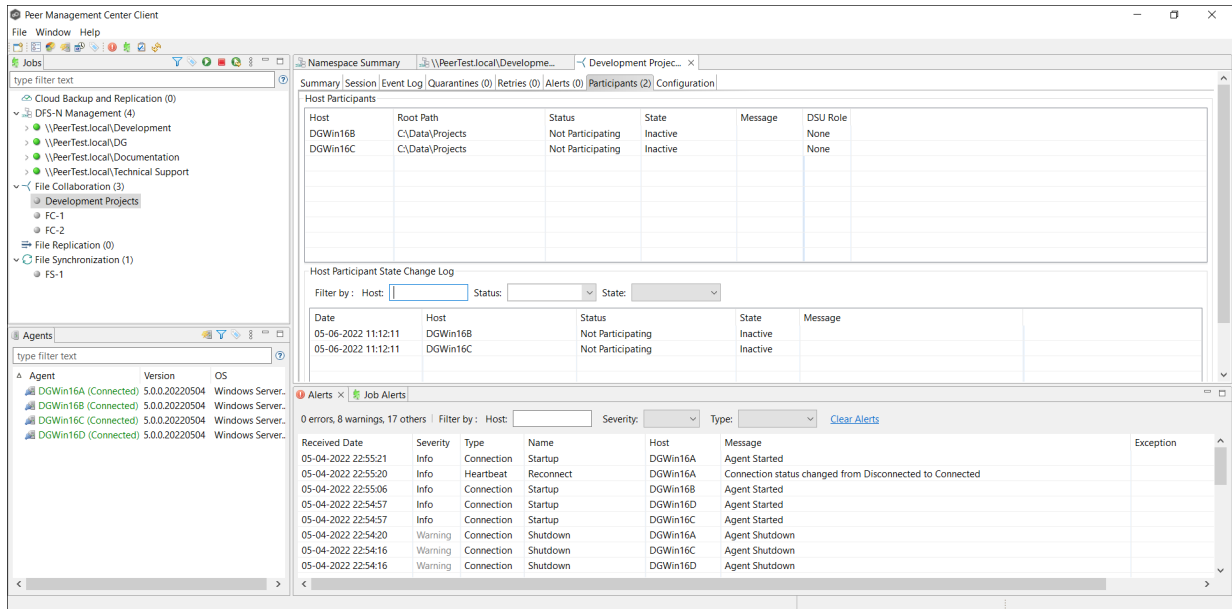 Peer Management Center Client
File Window Help
Jobs
type filter text
Cloud Backup and Replication (0)
DFS-N Management (4)
\\PeerTest.local\Development
\\PeerTest.local\DG
\\PeerTest.local\Documentation
\\PeerTest.local\Technical Support
File Collaboration (3)
Development Projects
FC-1
FC-2
File Replication (0)
File Synchronization (1)
FS-1
Agents
type filter text
Agent Version OS
DGWin16A (Connected) 5.0.0.20220504 Windows Server..
DGWin16B (Connected) 5.0.0.20220504 Windows Server..
DGWin16C (Connected) 5.0.0.20220504 Windows Server..
DGWin16D (Connected) 5.0.0.20220504 Windows Server..
Namespace Summary \\PeerTest.local\Developme... Development Projec...
Summary Session Event Log Quarantines (0) Retries (0) Alerts (0) Participants (2) Configuration
Host Participants
Host Root Path Status State Message DSU Role
DGWin16B C:\Data\Projects Not Participating Inactive None
DGWin16C C:\Data\Projects Not Participating Inactive None
Host Participant State Change Log
Filter by : Host: Status: State:
Date Host Status State Message
05-06-2022 11:12:11 DGWin16B Not Participating Inactive
05-06-2022 11:12:11 DGWin16C Not Participating Inactive
Alerts Job Alerts
0 errors, 8 warnings, 17 others Filter by : Host: Severity: Type: Clear Alerts
Received Date Severity Type Name Host Message Exception
05-04-2022 22:55:21 Info Connection Startup DGWin16A Agent Started
05-04-2022 22:55:20 Info Heartbeat Reconnect DGWin16A Connection status changed from Disconnected to Connected
05-04-2022 22:55:06 Info Connection Startup DGWin16B Agent Started
05-04-2022 22:54:57 Info Connection Startup DGWin16D Agent Started
05-04-2022 22:54:57 Info Connection Startup DGWin16C Agent Started
05-04-2022 22:54:20 Warning Connection Shutdown DGWin16A Agent Shutdown
05-04-2022 22:54:16 Warning Connection Shutdown DGWin16C Agent Shutdown
05-04-2022 22:54:16 Warning Connection Shutdown DGWin16D Agent Shutdown